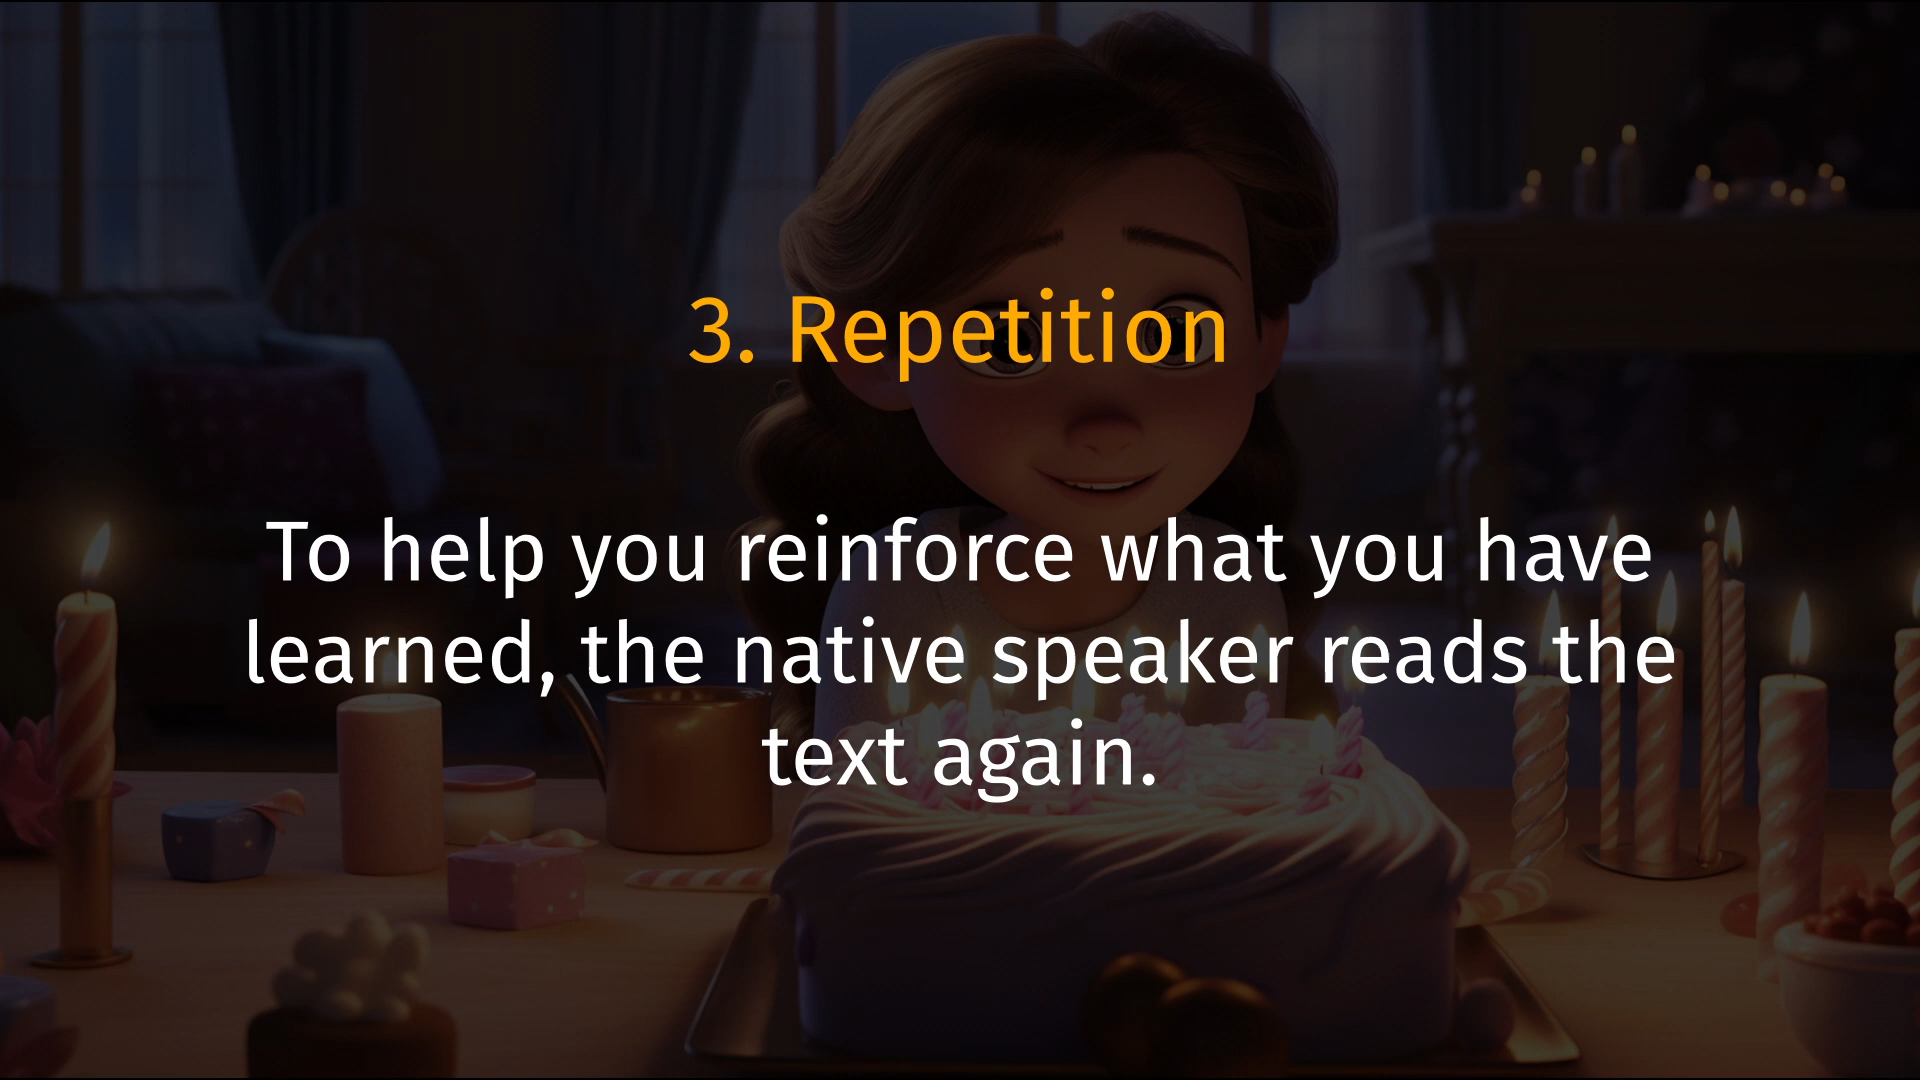 3. Repetition
To help you reinforce what you have
learned, the native speaker reads the
text again.